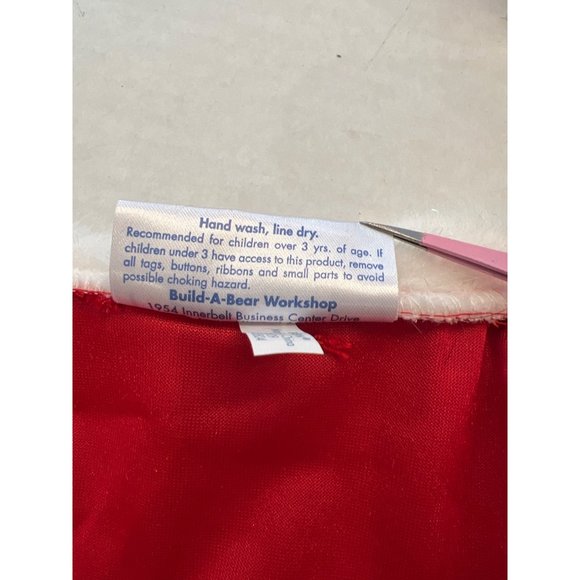 Hand wash, line dry.
Recommended for children over 3 yrs. of age. If
children under 3 have access to this product, remove
all tags, buttons, ribbons and small parts to avoid
possible choking hazard.
Build-A-Bear Workshop
1954 Innerbelt Business Center Drive